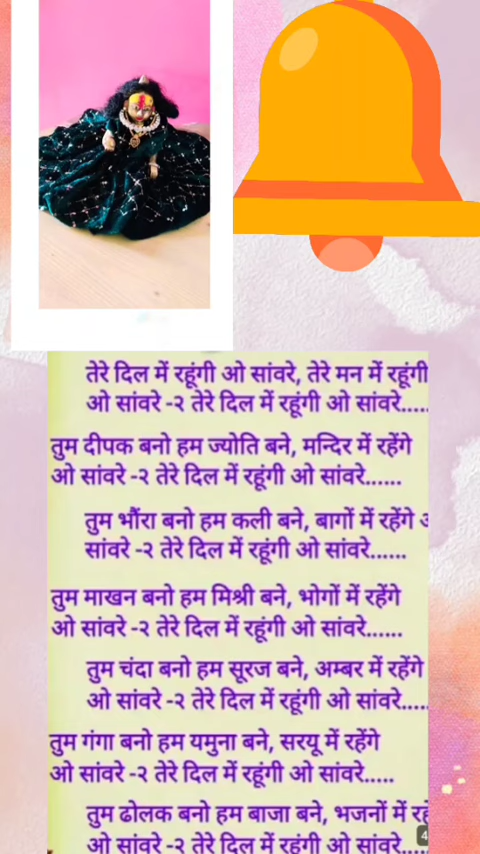 तेरे दिल में रहूंगी ओ सांवरे, तेरे मन में रहूंगी
ओ सांवरे -२ तेरे दिल में रहूंगी ओ सांवरे.....
तुम दीपक बनो हम ज्योति बने, मन्दिर में रहेंगे
ओ सांवरे -२ तेरे दिल में रहूंगी ओ सांवरे......
तुम भौंरा बनो हम कली बने, बागों में रहेंगे
सांवरे -२ तेरे दिल में रहूंगी ओ सांवरे......
तुम माखन बनो हम मिश्री बने, भोगों में रहेंगे
ओ सांवरे -२ तेरे दिल में रहूंगी ओ सांवरे......
तुम चंदा बनो हम सूरज बने, अम्बर में रहेंगे
ओ सांवरे -२ तेरे दिल में रहूंगी ओ सांवरे.....
तुम गंगा बनो हम यमुना बने, सरयू में रहेंगे
ओ सांवरे -२ तेरे दिल में रहूंगी ओ सांवरे.....
तुम ढोलक बनो हम बाजा बने, भजनों में
ओ सांवरे -२ तेरे दिल में रहूंगी ओ सांवरे....
4